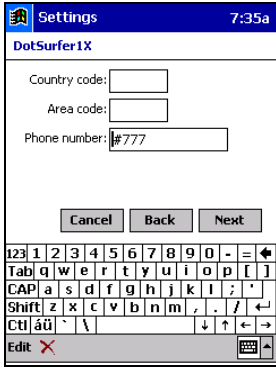 Settings 7:35a
DotSurfer1X
Country code:
Area code:
Phone number: #777
Cancel Back Next
123 1 2 3 4 5 6 7 8 9 0 - =
Tab q w e r t y u i o p [ ]
CAP a s d f g h j k l ; '
Shift z x c v b n m , . /
Ctl áü ` \
Edit